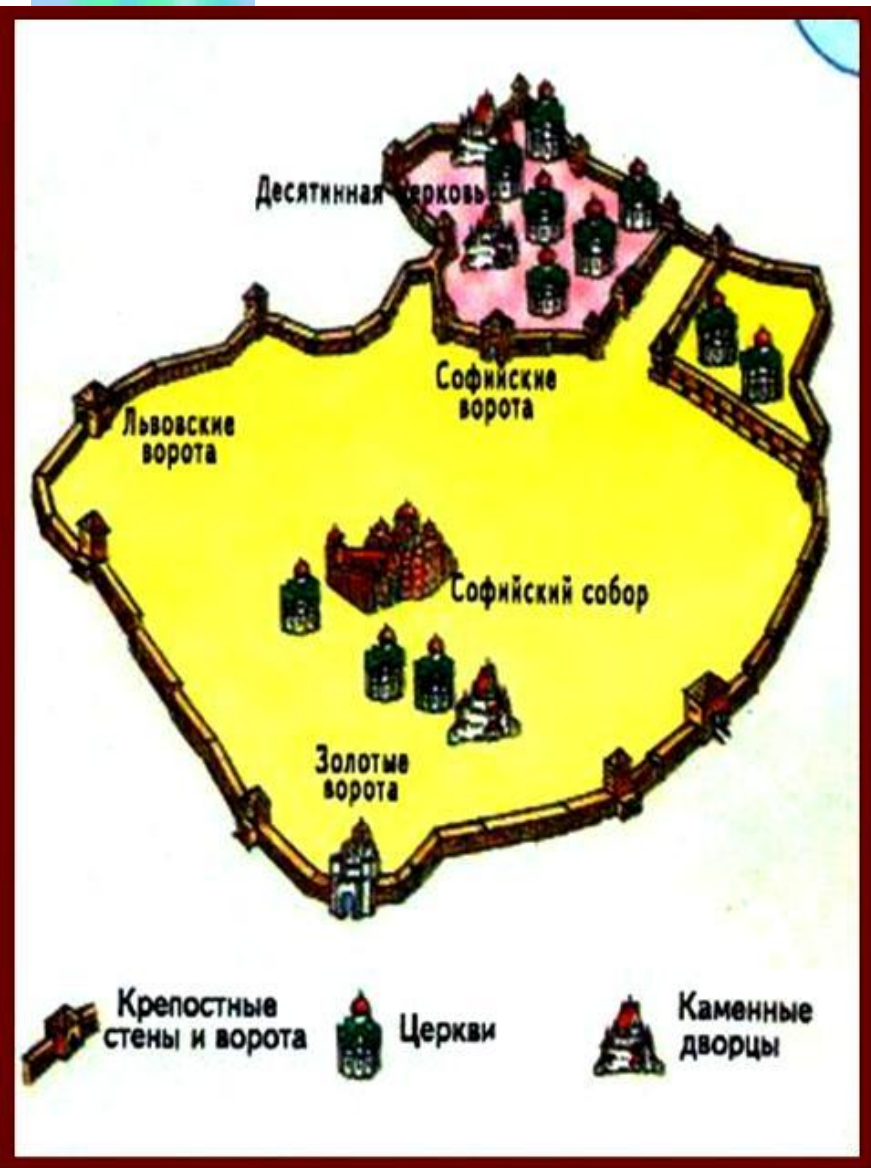 Десятинная церковь
Софийские
ворота
Львовские
ворота
Софийский собор
Золотые
ворота
Крепостные
стены и ворота
Церкви
Каменные
дворцы